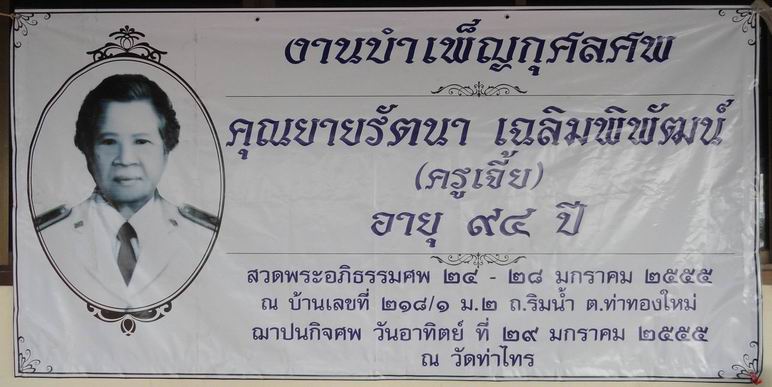 งานบำเพ็ญกุศลศพ
คุณยายรัตนา เฉลิมพิพัฒน์
(ครูเจี้ย)
อายุ ๙๔ ปี
สวดพระอภิธรรมศพ ๒๔ - ๒๘ มกราคม ๒๕๕๕
ณ บ้านเลขที่ ๒๑๘/๑ ม.๒ ถ.ริมน้ำ ต.ท่าทองใหม่
ฌาปนกิจศพ วันอาทิตย์ ที่ ๒๙ มกราคม ๒๕๕๕
ณ วัดท่าไทร